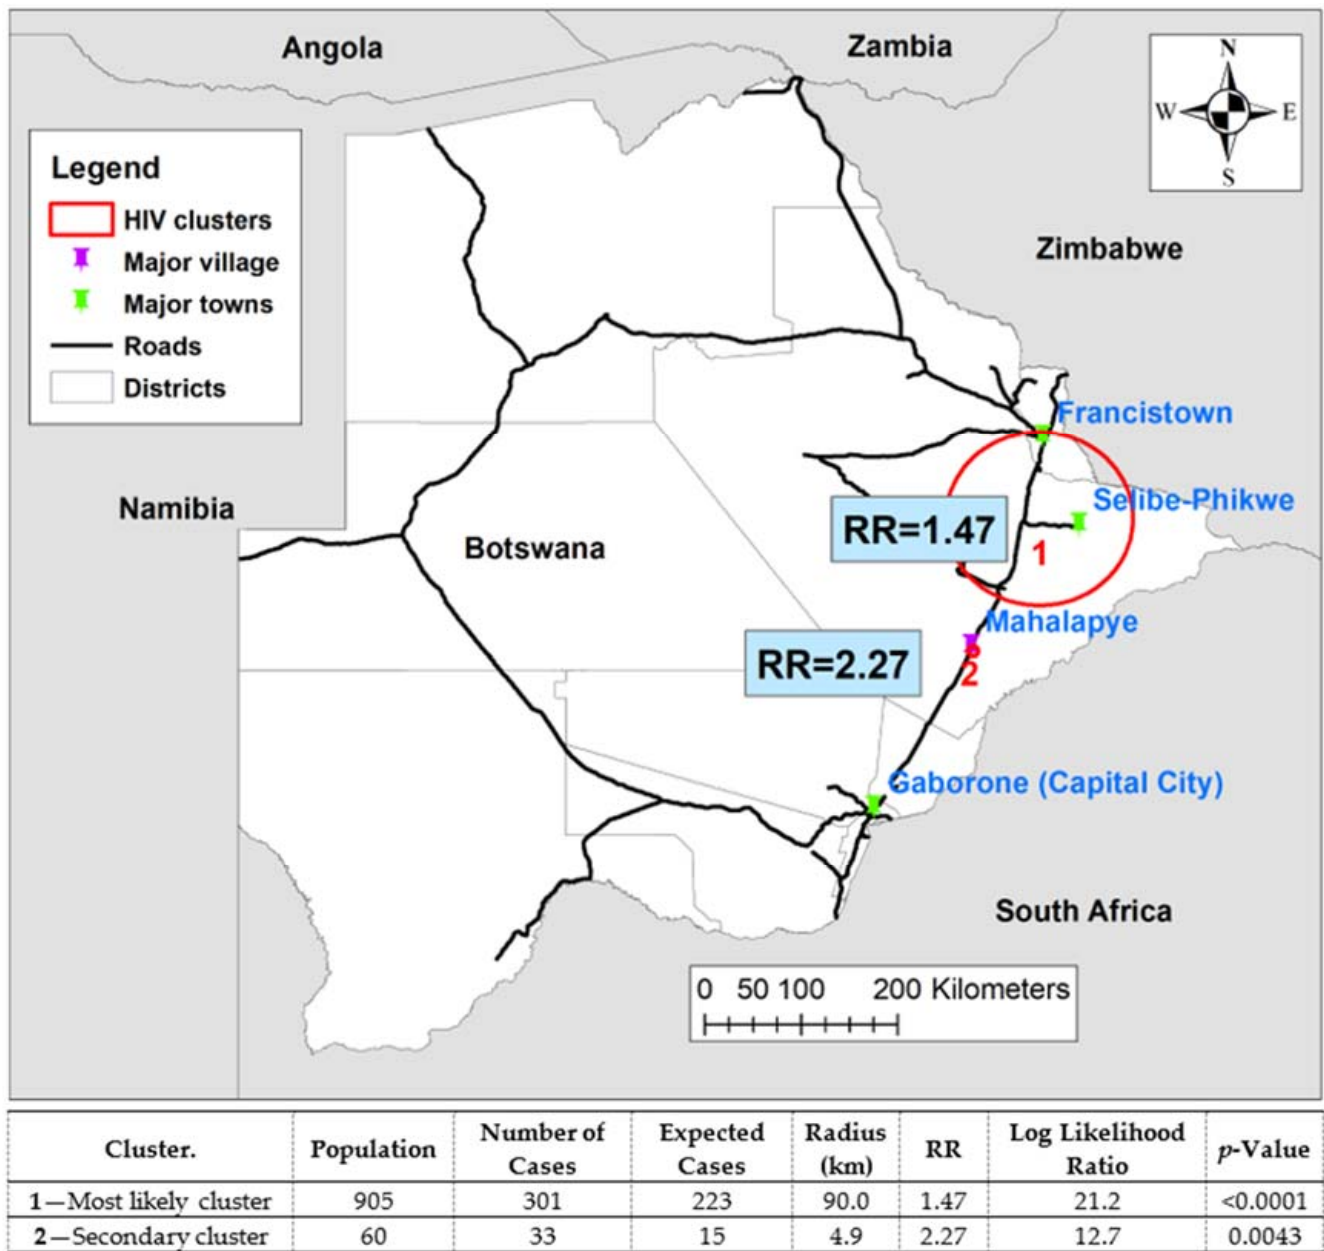 Angola
Zambia
N
W E
S
Legend
HIV clusters
Major village
Major towns
Roads
Districts
Zimbabwe
Francistown
Selibe-Phikwe
Namibia
RR=1.47
Botswana
1
Mahalapye
RR=2.27
2
Gaborone (Capital City)
South Africa
0 50 100 200 Kilometers
Cluster. Population Number of Cases Expected Cases Radius (km) RR Log Likelihood Ratio p-Value
1—Most likely cluster 905 301 223 90.0 1.47 21.2 <0.0001
2—Secondary cluster 60 33 15 4.9 2.27 12.7 0.0043